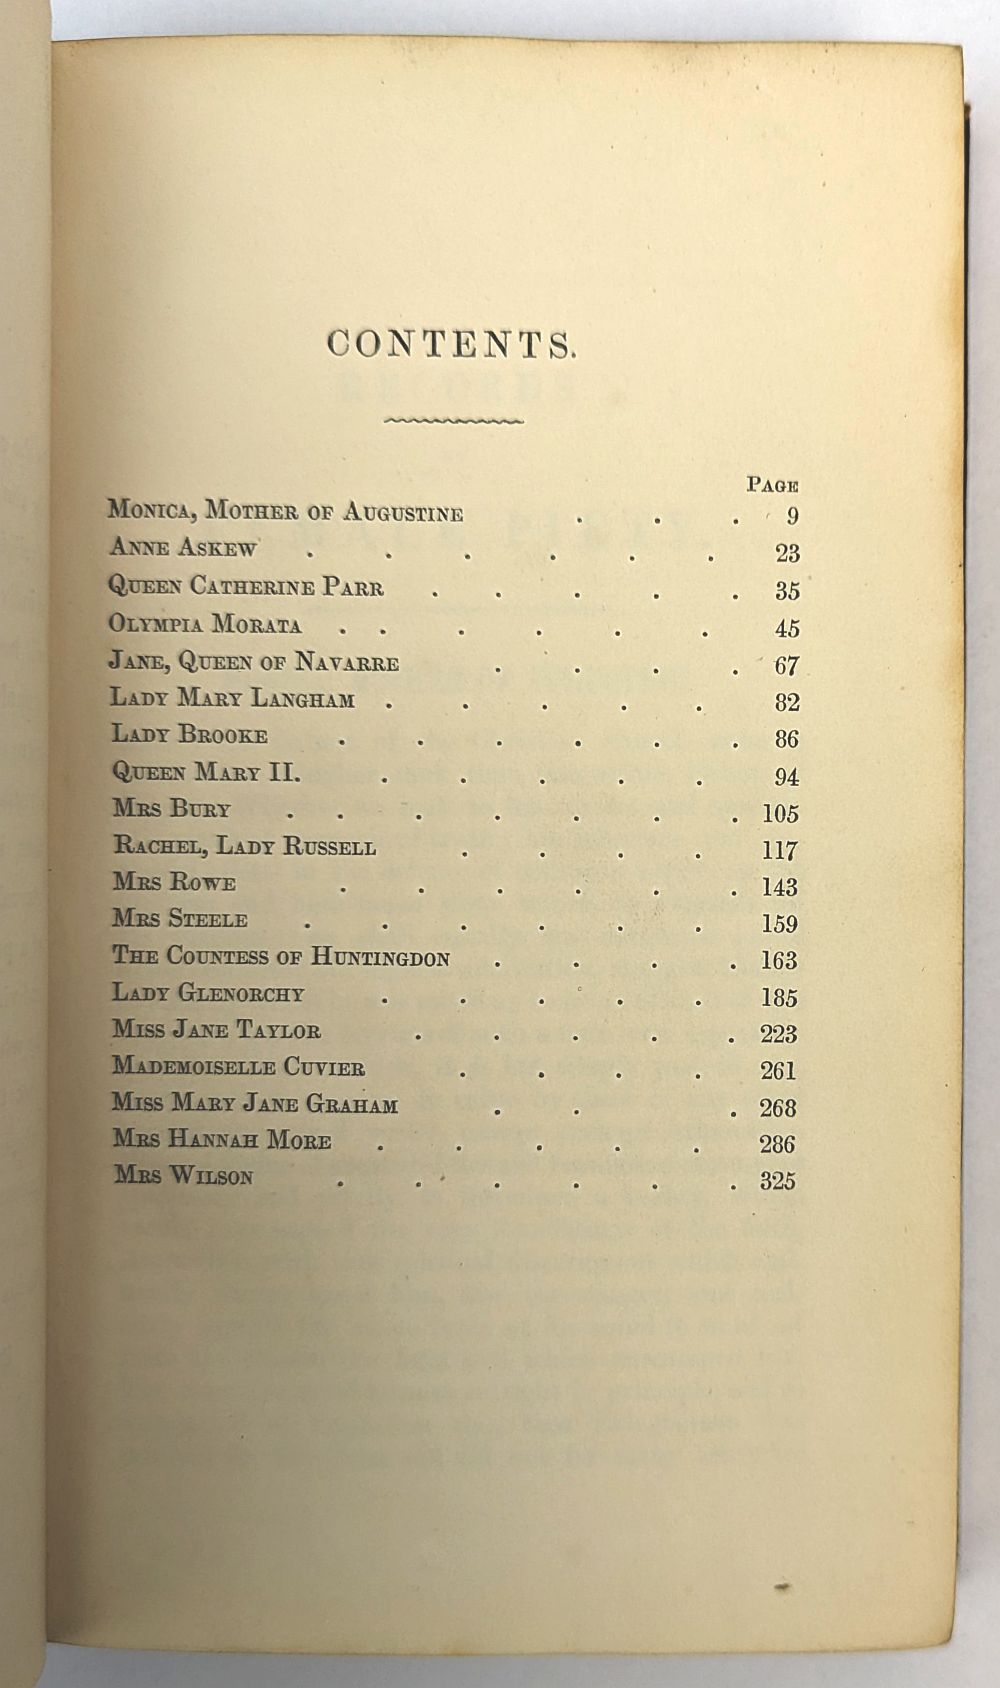 CONTENTS.
PAGE
MONICA, MOTHER OF AUGUSTINE . . . 9
ANNE ASKEW . . . . . . 23
QUEEN CATHERINE PARR . . . . . 35
OLYMPIA MORATA . . . . . . 45
JANE, QUEEN OF NAVARRE . . . . 67
LADY MARY LANGHAM . . . . . 82
LADY BROOKE . . . . . . 86
QUEEN MARY II. . . . . . 94
MRS BURY . . . . . . . 105
RACHEL, LADY RUSSELL . . . . 117
MRS ROWE . . . . . . 143
MRS STEELE . . . . . . 159
THE COUNTESS OF HUNTINGDON . . . . 163
LADY GLENORCHY . . . . . 185
MISS JANE TAYLOR . . . . . 223
MADEMOISELLE CUVIER . . . . 261
MISS MARY JANE GRAHAM . . . 268
MRS HANNAH MORE . . . . . 286
MRS WILSON . . . . . . 325